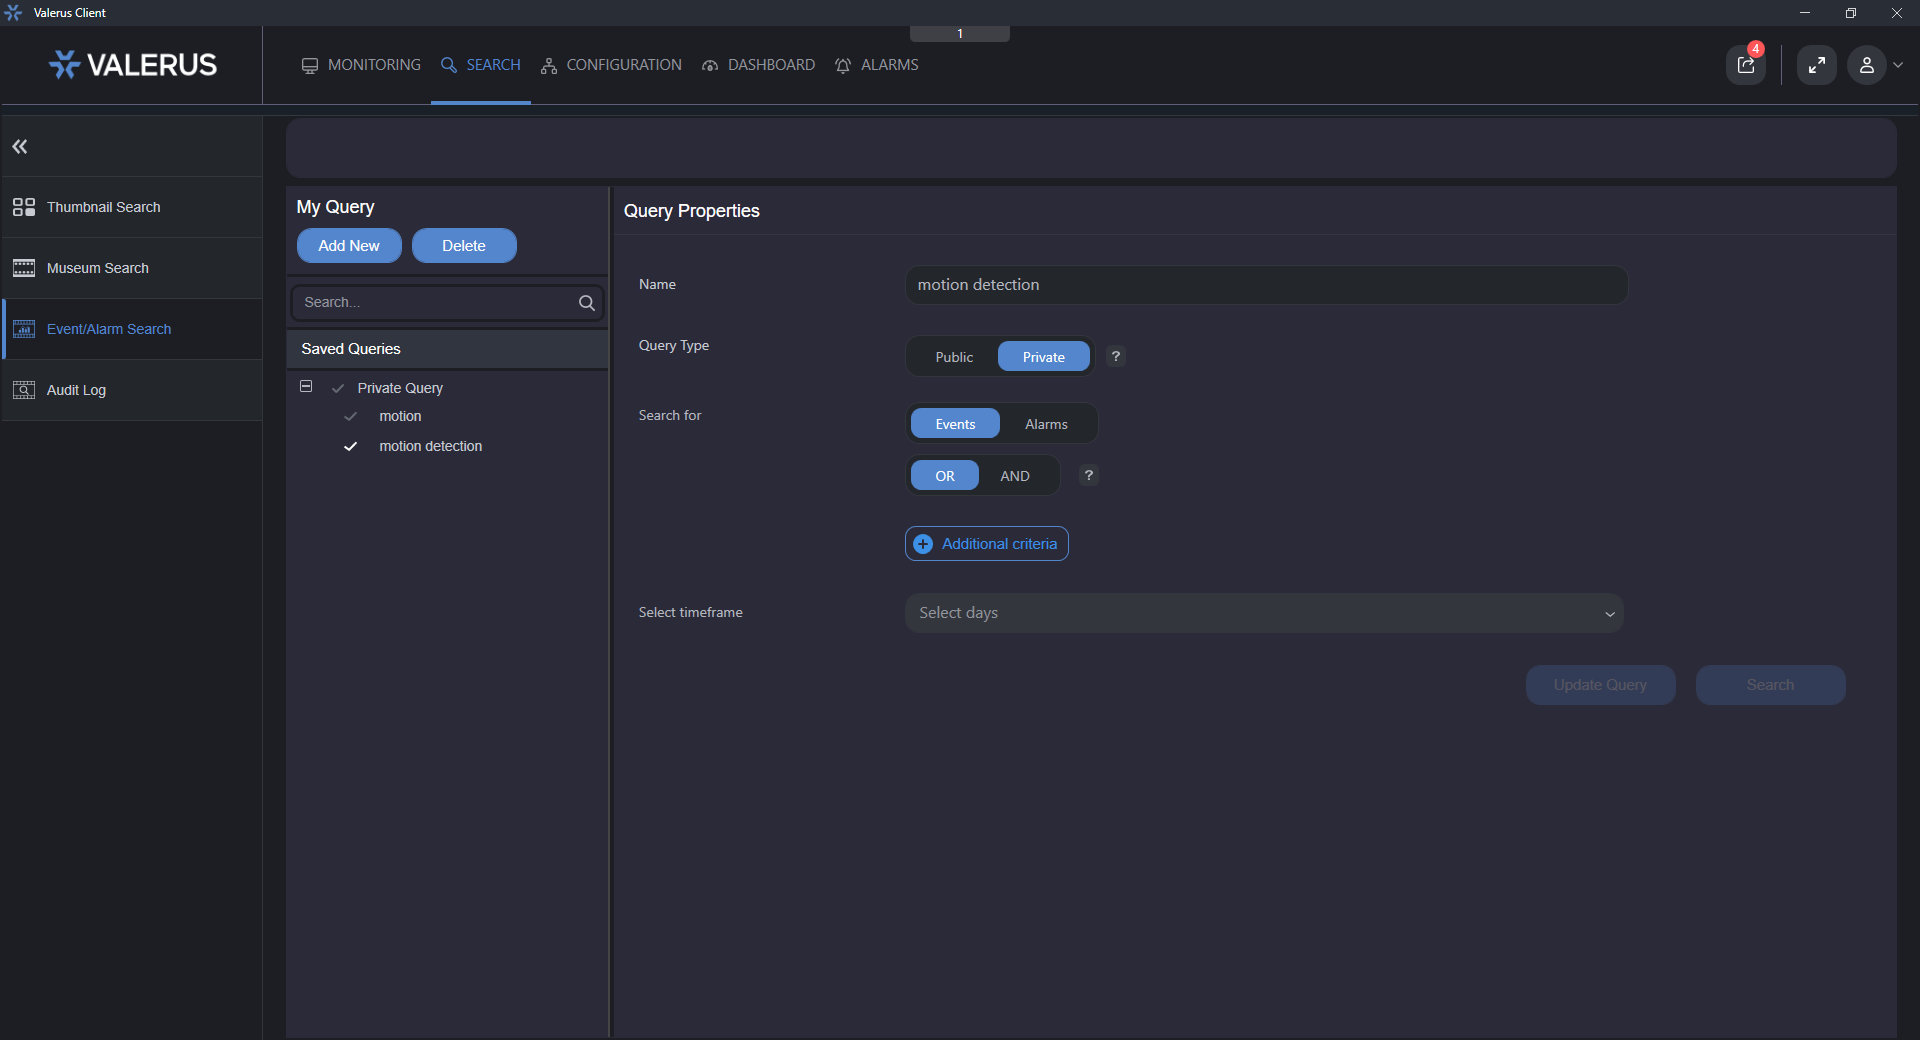 Valerus Client
1
VALERUS
MONITORING
SEARCH
CONFIGURATION
DASHBOARD
ALARMS
4
Thumbnail Search
Museum Search
Event/Alarm Search
Audit Log
My Query
Add New
Delete
Search...
Saved Queries
Private Query
motion
motion detection
Query Properties
Name
motion detection
Query Type
Public
Private
?
Search for
Events
Alarms
OR
AND
?
Additional criteria
Select timeframe
Select days
Update Query
Search